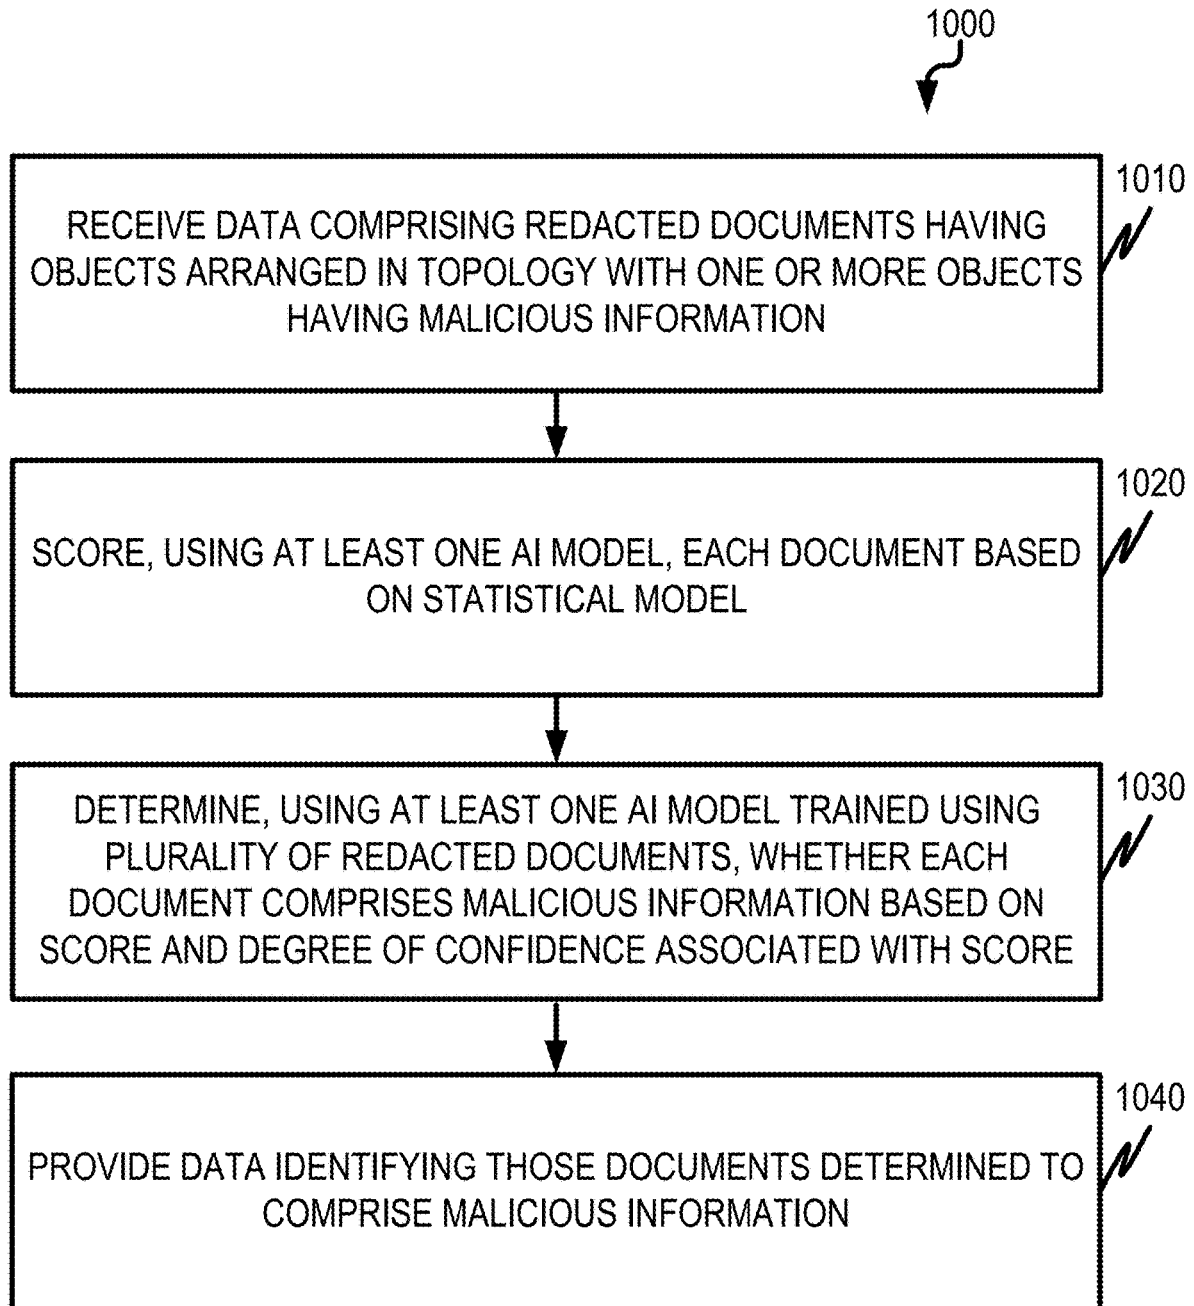 1000
1010
RECEIVE DATA COMPRISING REDACTED DOCUMENTS HAVING
OBJECTS ARRANGED IN TOPOLOGY WITH ONE OR MORE OBJECTS
HAVING MALICIOUS INFORMATION
1020
SCORE, USING AT LEAST ONE AI MODEL, EACH DOCUMENT BASED
ON STATISTICAL MODEL
1030
DETERMINE, USING AT LEAST ONE AI MODEL TRAINED USING
PLURALITY OF REDACTED DOCUMENTS, WHETHER EACH
DOCUMENT COMPRISES MALICIOUS INFORMATION BASED ON
SCORE AND DEGREE OF CONFIDENCE ASSOCIATED WITH SCORE
1040
PROVIDE DATA IDENTIFYING THOSE DOCUMENTS DETERMINED TO
COMPRISE MALICIOUS INFORMATION